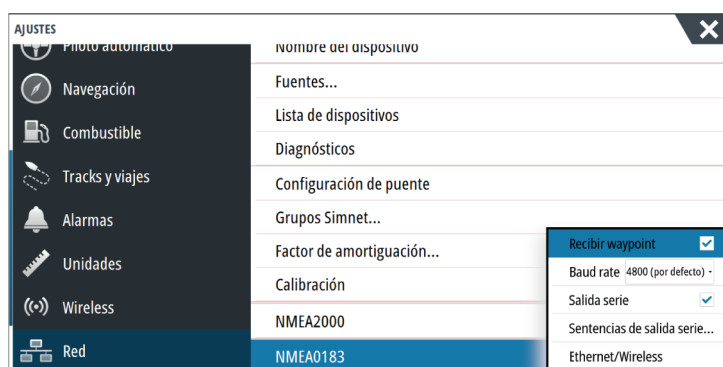 AJUSTES
Piloto automático
Navegación
Combustible
Tracks y viajes
Alarmas
Unidades
Wireless
Red
Nombre del dispositivo
Fuentes...
Lista de dispositivos
Diagnósticos
Configuración de puente
Grupos Simnet...
Factor de amortiguación...
Calibración
NMEA2000
NMEA0183
Recibir waypoint
Baud rate 4800 (por defecto)
Salida serie
Sentencias de salida serie...
Ethernet/Wireless